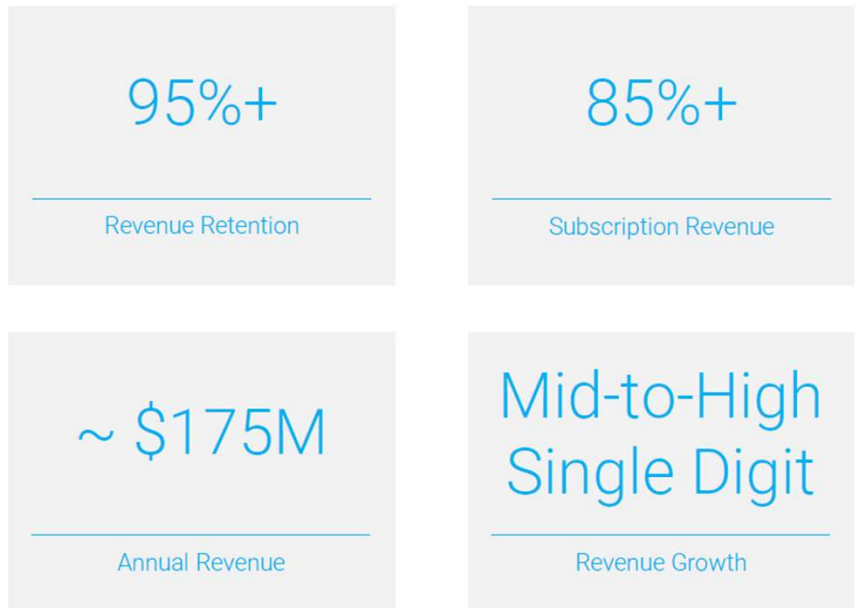 95%+
Revenue Retention
85%+
Subscription Revenue
~ $175M
Annual Revenue
Mid-to-High
Single Digit
Revenue Growth